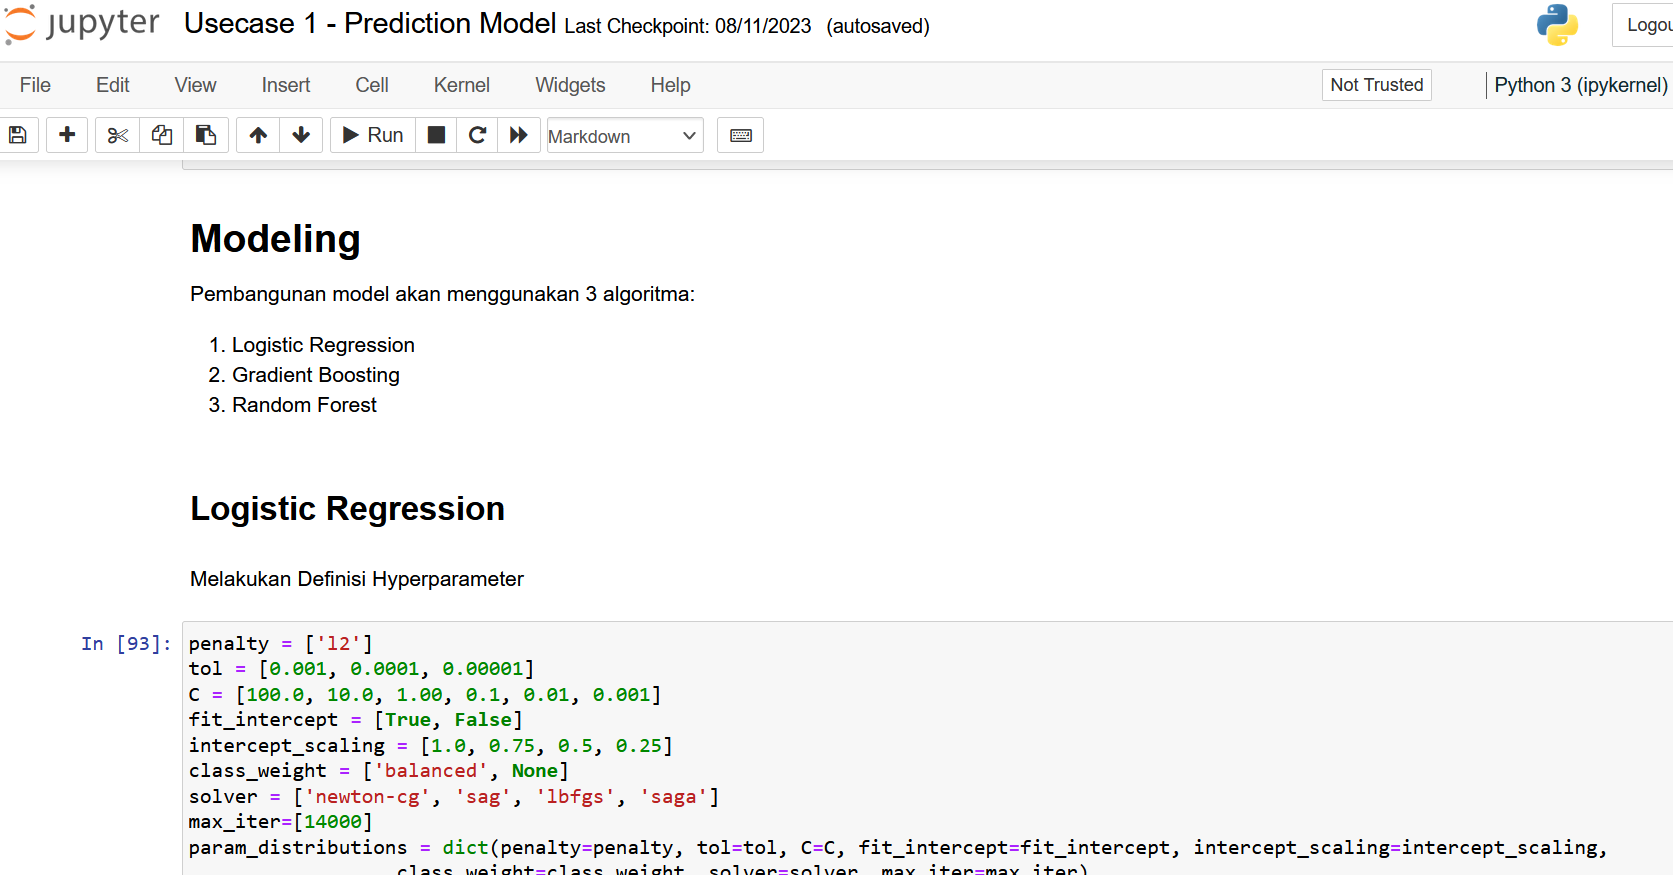 jupyter Usecase 1 - Prediction Model Last Checkpoint: 08/11/2023 (autosaved)
File Edit View Insert Cell Kernel Widgets Help Not Trusted Python 3 (ipykernel)
Run Markdown
Modeling
Pembangunan model akan menggunakan 3 algoritma:
1. Logistic Regression
2. Gradient Boosting
3. Random Forest
Logistic Regression
Melakukan Definisi Hyperparameter
In [93]: penalty = ['l2']
tol = [0.001, 0.0001, 0.00001]
C = [100.0, 10.0, 1.00, 0.1, 0.01, 0.001]
fit_intercept = [True, False]
intercept_scaling = [1.0, 0.75, 0.5, 0.25]
class_weight = ['balanced', None]
solver = ['newton-cg', 'sag', 'lbfgs', 'saga']
max_iter=[14000]
param_distributions = dict(penalty=penalty, tol=tol, C=C, fit_intercept=fit_intercept, intercept_scaling=intercept_scaling,
class_weight=class_weight, solver=solver, max_iter=max_iter)